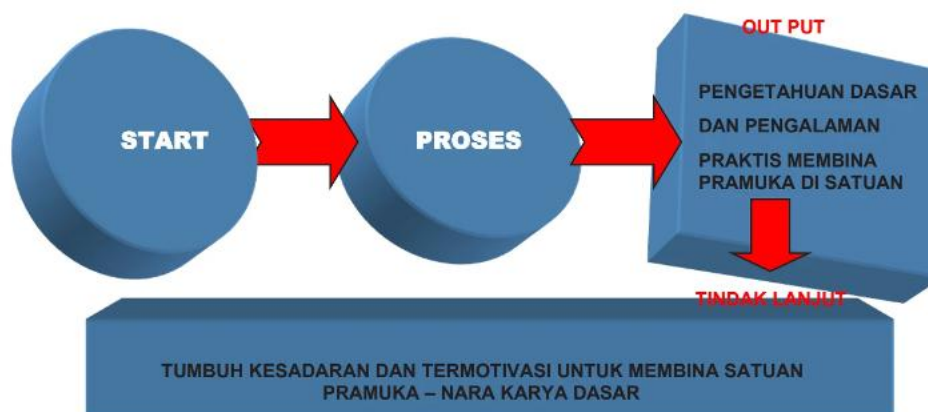 START
PROSES
OUT PUT
PENGETAHUAN DASAR
DAN PENGALAMAN
PRAKTIS MEMBINA
PRAMUKA DI SATUAN
TINDAK LANJUT
TUMBUH KESADARAN DAN TERMOTIVASI UNTUK MEMBINA SATUAN
PRAMUKA – NARA KARYA DASAR